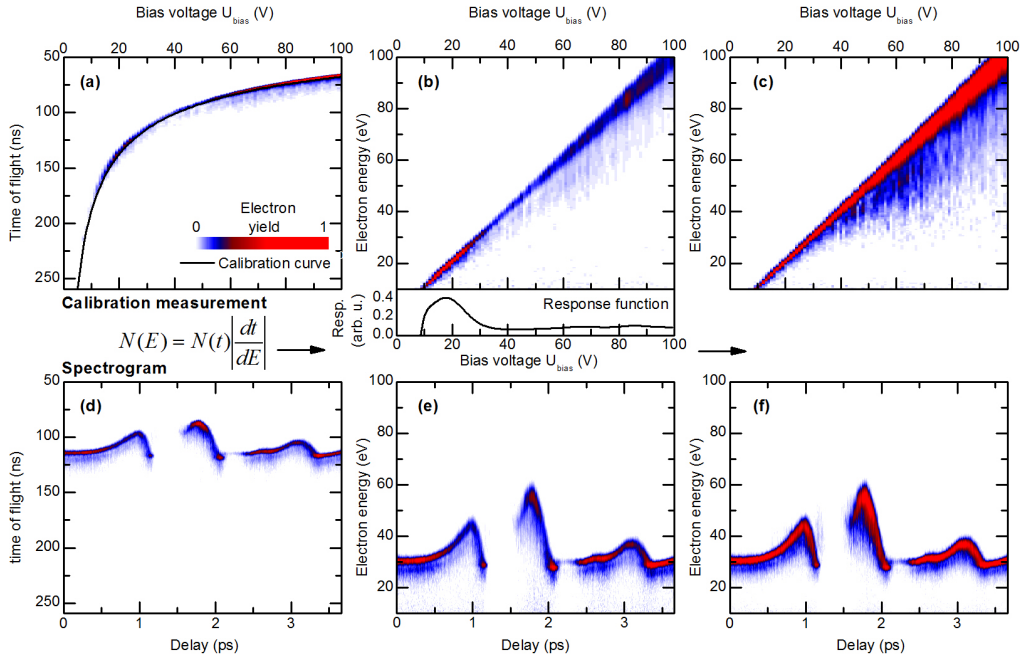 Bias voltage U_bias (V)
0 20 40 60 80 100
Time of flight (ns)
50
100
150
200
250
(a)
Electron
yield
0 1
Calibration curve
Bias voltage U_bias (V)
0 20 40 60 80 100
Electron energy (eV)
100
80
60
40
20
(b)
Resp.
(arb. u.)
0.4
0.2
0.0
Response function
0 20 40 60 80 100
Bias voltage U_bias (V)
Bias voltage U_bias (V)
0 20 40 60 80 100
Electron energy (eV)
100
80
60
40
20
(c)
Calibration measurement
N(E) = N(t)|dt/dE|
Spectrogram
time of flight (ns)
50
100
150
200
250
(d)
0 1 2 3
Delay (ps)
Electron energy (eV)
100
80
60
40
20
(e)
0 1 2 3
Delay (ps)
Electron energy (eV)
100
80
60
40
20
(f)
0 1 2 3
Delay (ps)